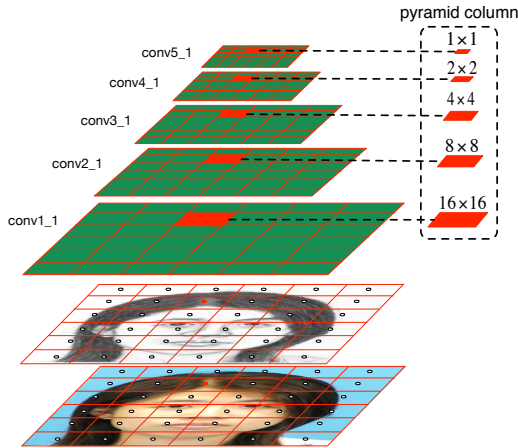 pyramid column
conv5_1
1×1
conv4_1
2×2
conv3_1
4×4
conv2_1
8×8
conv1_1
16×16